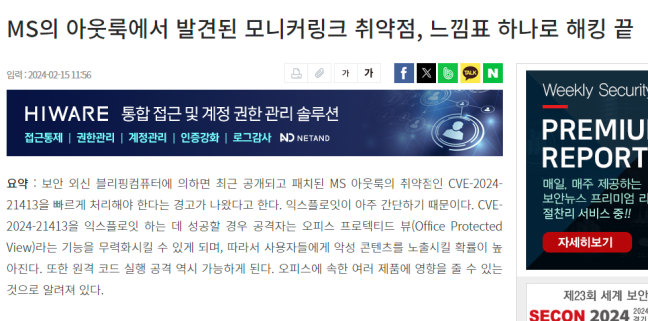 MS의 아웃룩에서 발견된 모니커링크 취약점, 느낌표 하나로 해킹 끝
입력 : 2024-02-15 11:56
가 가 f X TALK N
HIWARE 통합 접근 및 계정 권한 관리 솔루션
접근통제 | 권한관리 | 계정관리 | 인증강화 | 로그감사 ND NETAND
요약 : 보안 외신 블리핑컴퓨터에 의하면 최근 공개되고 패치된 MS 아웃룩의 취약점인 CVE-2024-
21413을 빠르게 처리해야 한다는 경고가 나왔다고 한다. 익스플로잇이 아주 간단하기 때문이다. CVE-
2024-21413을 익스플로잇 하는 데 성공할 경우 공격자는 오피스 프로텍티드 뷰(Office Protected
View)라는 기능을 무력화시킬 수 있게 되며, 따라서 사용자들에게 악성 콘텐츠를 노출시킬 확률이 높
아진다. 또한 원격 코드 실행 공격 역시 가능하게 된다. 오피스에 속한 여러 제품에 영향을 줄 수 있는
것으로 알려져 있다.
Weekly Security
PREMIU
REPORT
매일, 매주 제공하는
보안뉴스 프리미엄 리
절찬리 서비스 중!!
자세히보기
제23회 세계 보안
SECON 2024